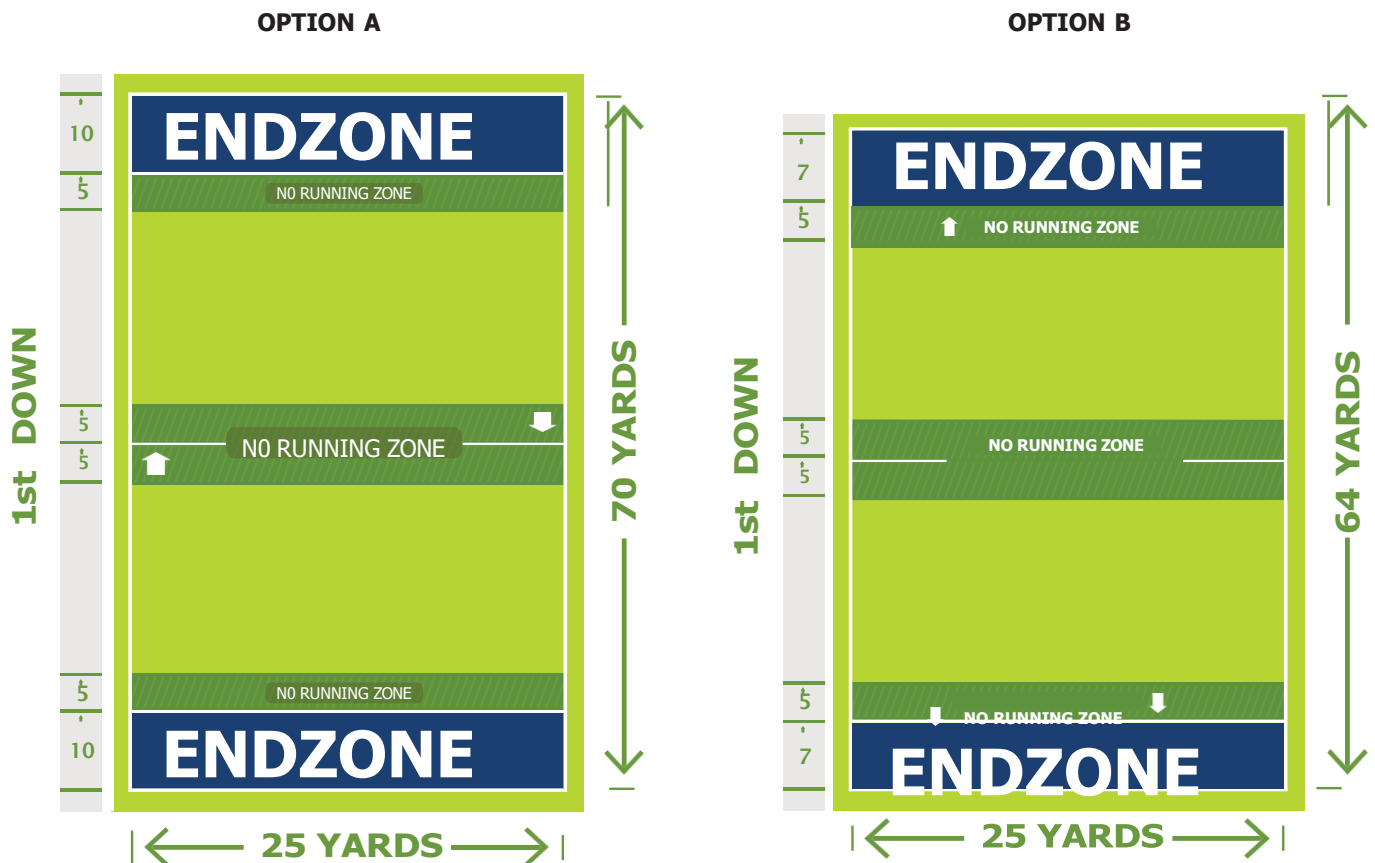 OPTION A
ENDZONE
10
5
N0 RUNNING ZONE
1st DOWN
5
5
N0 RUNNING ZONE
70 YARDS
5
N0 RUNNING ZONE
10
ENDZONE
25 YARDS
OPTION B
ENDZONE
7
5
NO RUNNING ZONE
1st DOWN
5
5
NO RUNNING ZONE
64 YARDS
5
NO RUNNING ZONE
7
ENDZONE
25 YARDS